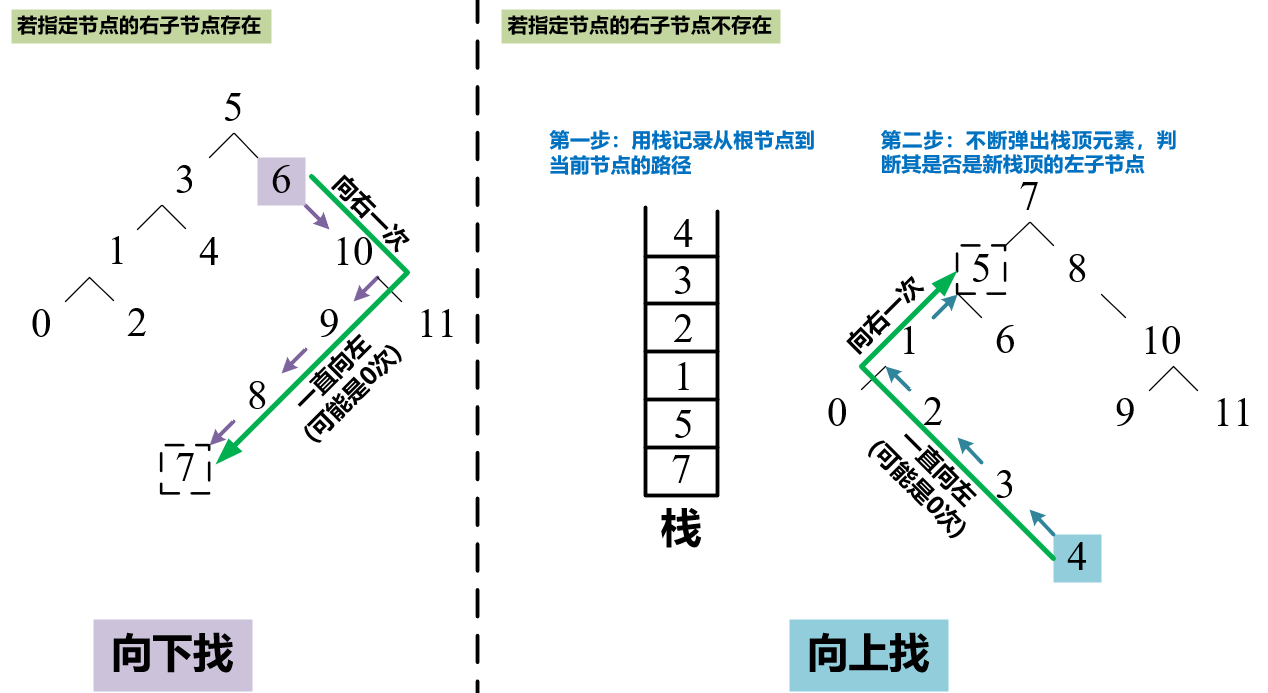 若指定节点的右子节点存在
5
3
6
向右一次
1
4
10
0
2
9
11
一直向左
(可能是0次)
8
7
向下找
若指定节点的右子节点不存在
第一步：用栈记录从根节点到
当前节点的路径
4
3
2
1
5
7
栈
第二步：不断弹出栈顶元素，判
断其是否是新栈顶的左子节点
7
5
8
向右一次
1
6
10
0
2
9
11
一直向左
(可能是0次)
3
4
向上找